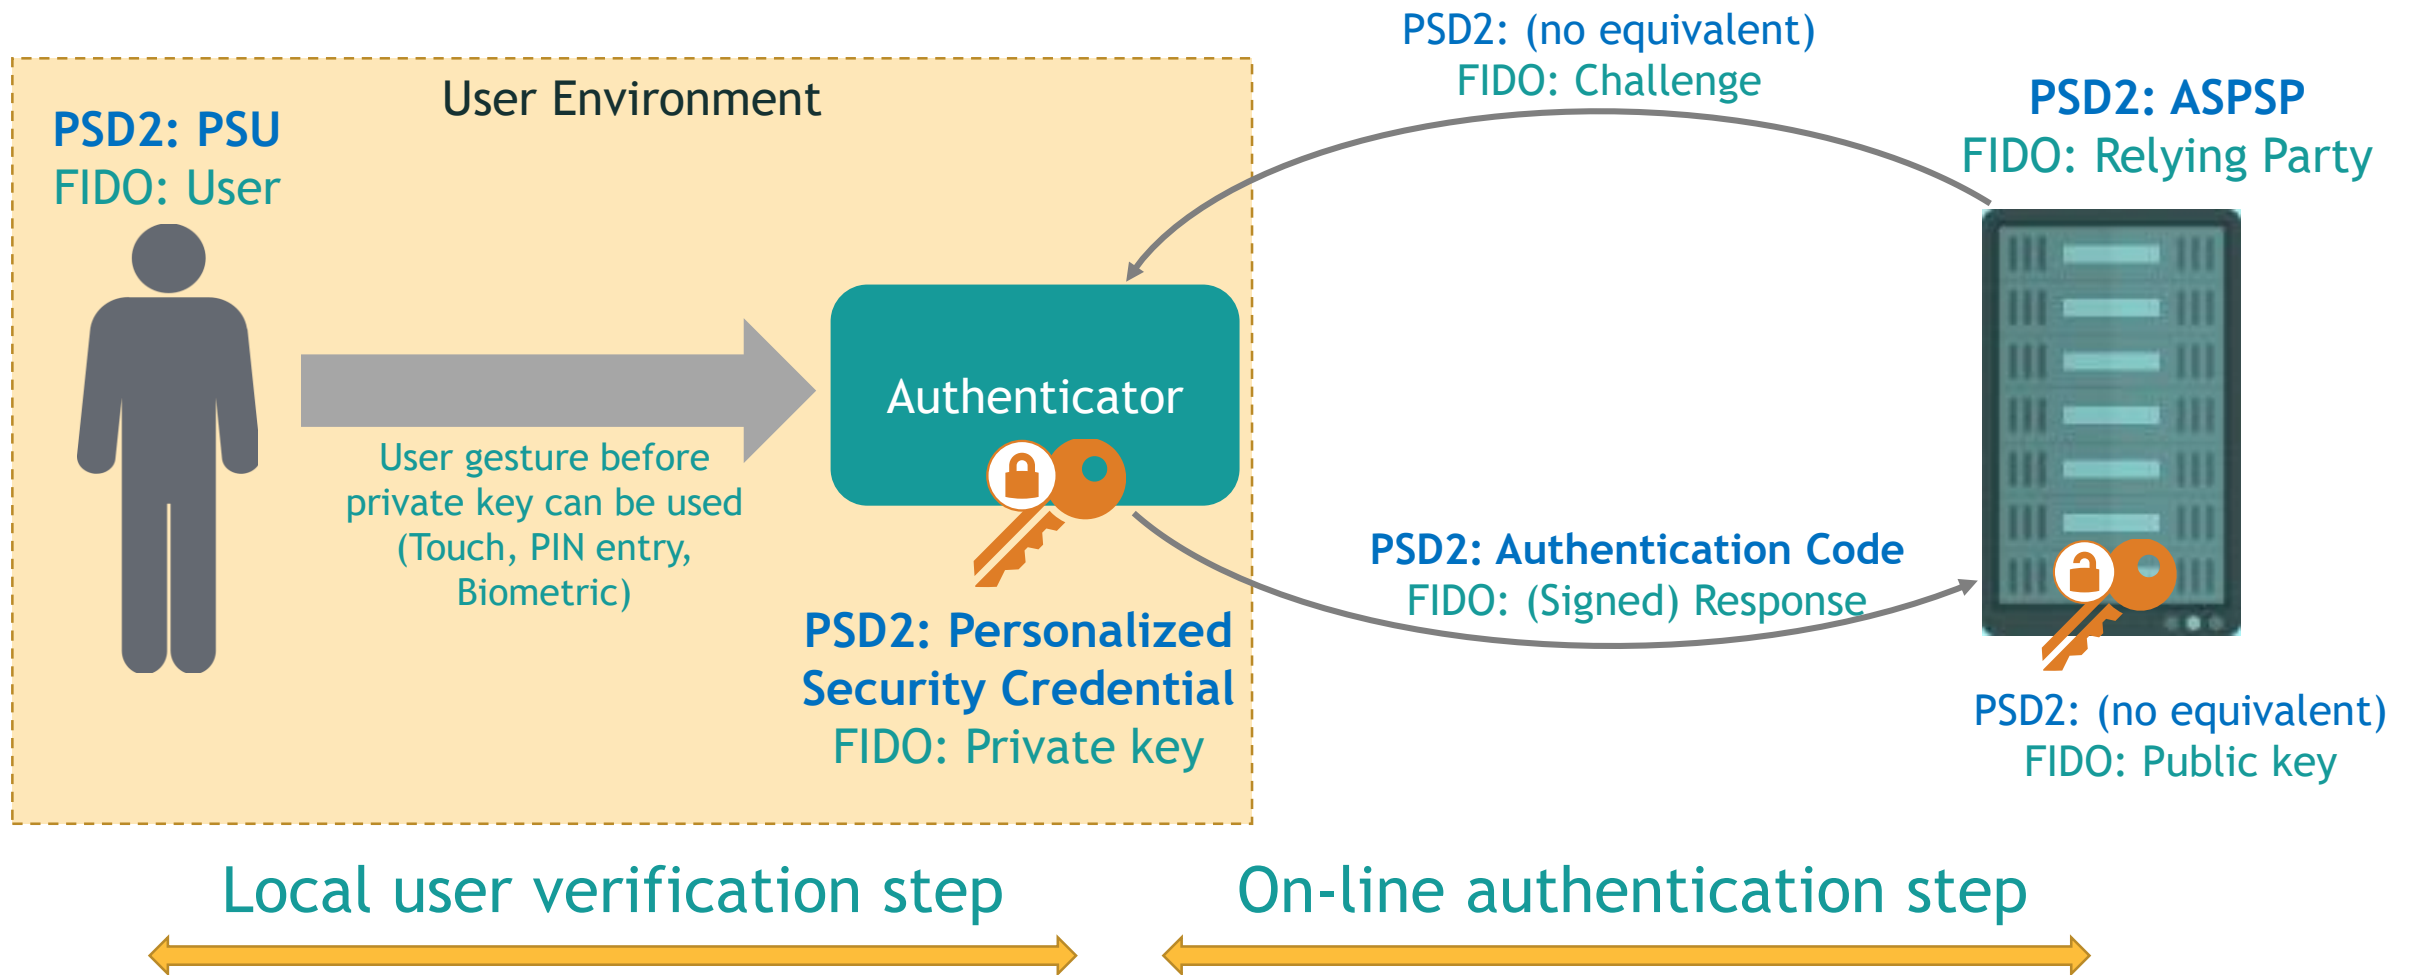 PSD2: (no equivalent)
FIDO: Challenge
User Environment
PSD2: PSU
FIDO: User
PSD2: ASPSP
FIDO: Relying Party
Authenticator
User gesture before
private key can be used
(Touch, PIN entry,
Biometric)
PSD2: Authentication Code
FIDO: (Signed) Response
PSD2: Personalized
Security Credential
FIDO: Private key
PSD2: (no equivalent)
FIDO: Public key
Local user verification step
On-line authentication step